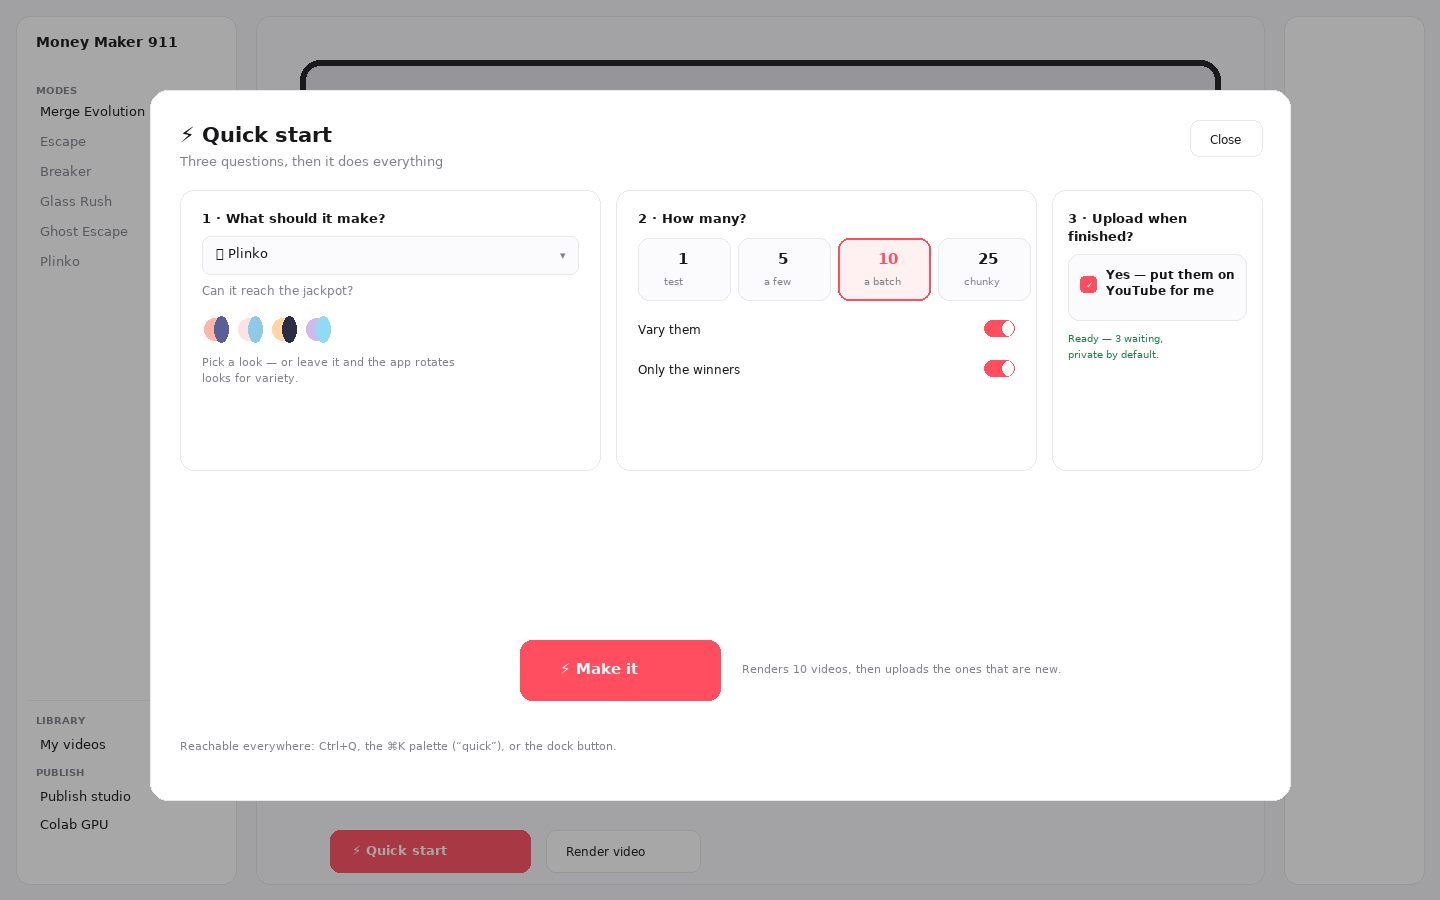 Money Maker 911
MODES
Merge Evolution
Escape
Breaker
Glass Rush
Ghost Escape
Plinko
LIBRARY
My videos
PUBLISH
Publish studio
Colab GPU
⚡ Quick start
Three questions, then it does everything
Close
1 · What should it make?
Plinko
Can it reach the jackpot?
Pick a look — or leave it and the app rotates
looks for variety.
2 · How many?
1
test
5
a few
10
a batch
25
chunky
Vary them
Only the winners
3 · Upload when
finished?
Yes — put them on
YouTube for me
Ready — 3 waiting,
private by default.
⚡ Make it
Renders 10 videos, then uploads the ones that are new.
Reachable everywhere: Ctrl+Q, the ⌘K palette (“quick”), or the dock button.
⚡ Quick start
Render video